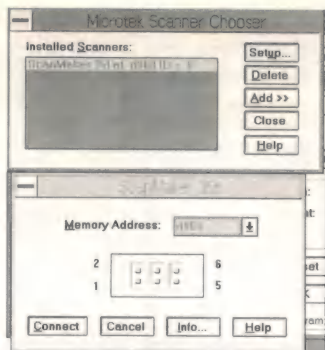 Microtek Scanner Chooser
Installed Scanners:
Setup...
Delete
Add >>
Close
Help
Memory Address:
2 6
1 5
Connect Cancel Info... Help